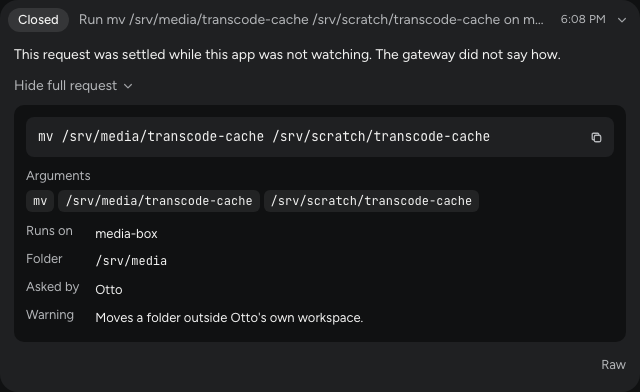 Closed Run mv /srv/media/transcode-cache /srv/scratch/transcode-cache on m... 6:08 PM
This request was settled while this app was not watching. The gateway did not say how.
Hide full request
mv /srv/media/transcode-cache /srv/scratch/transcode-cache
Arguments
mv /srv/media/transcode-cache /srv/scratch/transcode-cache
Runs on media-box
Folder /srv/media
Asked by Otto
Warning Moves a folder outside Otto's own workspace.
Raw